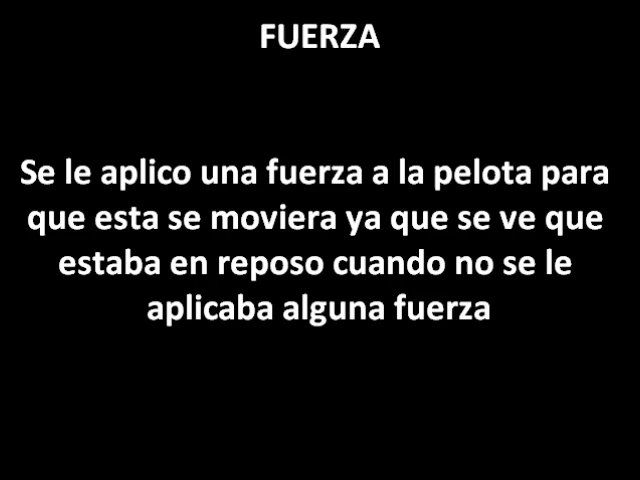 FUERZA
Se le aplico una fuerza a la pelota para
que esta se moviera ya que se ve que
estaba en reposo cuando no se le
aplicaba alguna fuerza